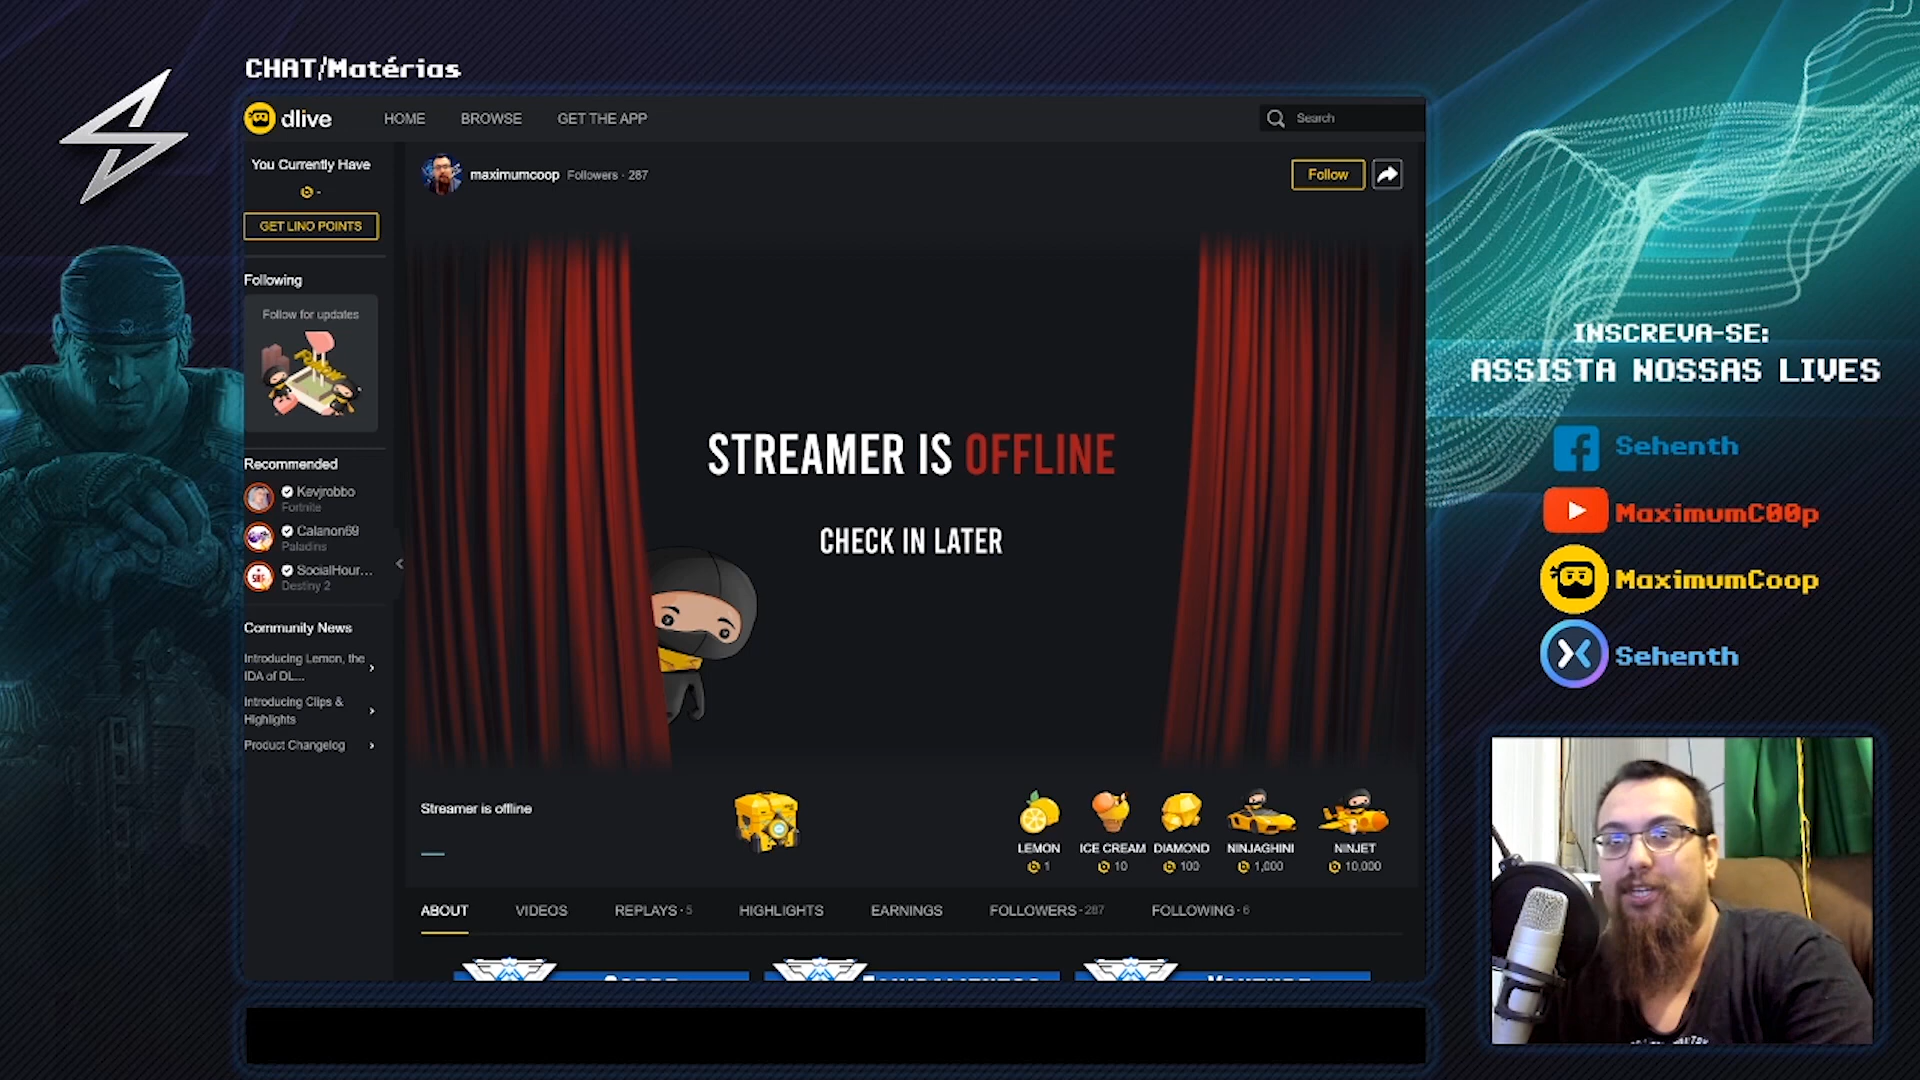 CHAT/Matérias
dlive
HOME
BROWSE
GET THE APP
Search
You Currently Have
-
GET LINO POINTS
Following
Follow for updates
Recommended
Kevjrobbo
Fortnite
Calanon69
Paladins
SocialHour...
Destiny 2
Community News
Introducing Lemon, the
IDA of DL...
Introducing Clips &
Highlights
Product Changelog
maximumcoop Followers · 287
Follow
STREAMER IS OFFLINE
CHECK IN LATER
Streamer is offline
LEMON
1
ICE CREAM
10
DIAMOND
100
NINJAGHINI
1,000
NINJET
10,000
ABOUT
VIDEOS
REPLAYS · 5
HIGHLIGHTS
EARNINGS
FOLLOWERS · 287
FOLLOWING · 6
INSCREVA-SE:
ASSISTA NOSSAS LIVES
Sehenth
MaximumC00p
MaximumCoop
Sehenth